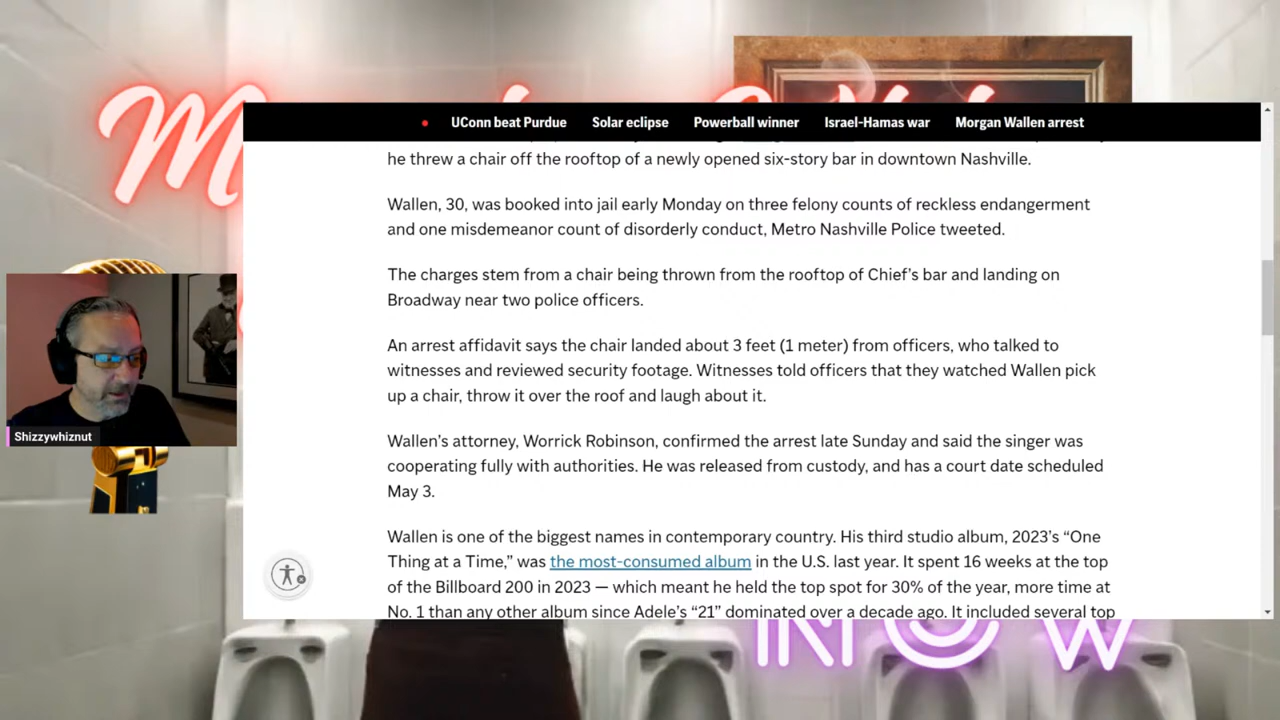 UConn beat Purdue Solar eclipse Powerball winner Israel-Hamas war Morgan Wallen arrest
he threw a chair off the rooftop of a newly opened six-story bar in downtown Nashville.
Wallen, 30, was booked into jail early Monday on three felony counts of reckless endangerment
and one misdemeanor count of disorderly conduct, Metro Nashville Police tweeted.
The charges stem from a chair being thrown from the rooftop of Chief’s bar and landing on
Broadway near two police officers.
An arrest affidavit says the chair landed about 3 feet (1 meter) from officers, who talked to
witnesses and reviewed security footage. Witnesses told officers that they watched Wallen pick
up a chair, throw it over the roof and laugh about it.
Wallen’s attorney, Worrick Robinson, confirmed the arrest late Sunday and said the singer was
cooperating fully with authorities. He was released from custody, and has a court date scheduled
May 3.
Wallen is one of the biggest names in contemporary country. His third studio album, 2023’s “One
Thing at a Time,” was the most-consumed album in the U.S. last year. It spent 16 weeks at the top
of the Billboard 200 in 2023 — which meant he held the top spot for 30% of the year, more time at
No. 1 than any other album since Adele’s “21” dominated over a decade ago. It included several top
Shizzywhiznut